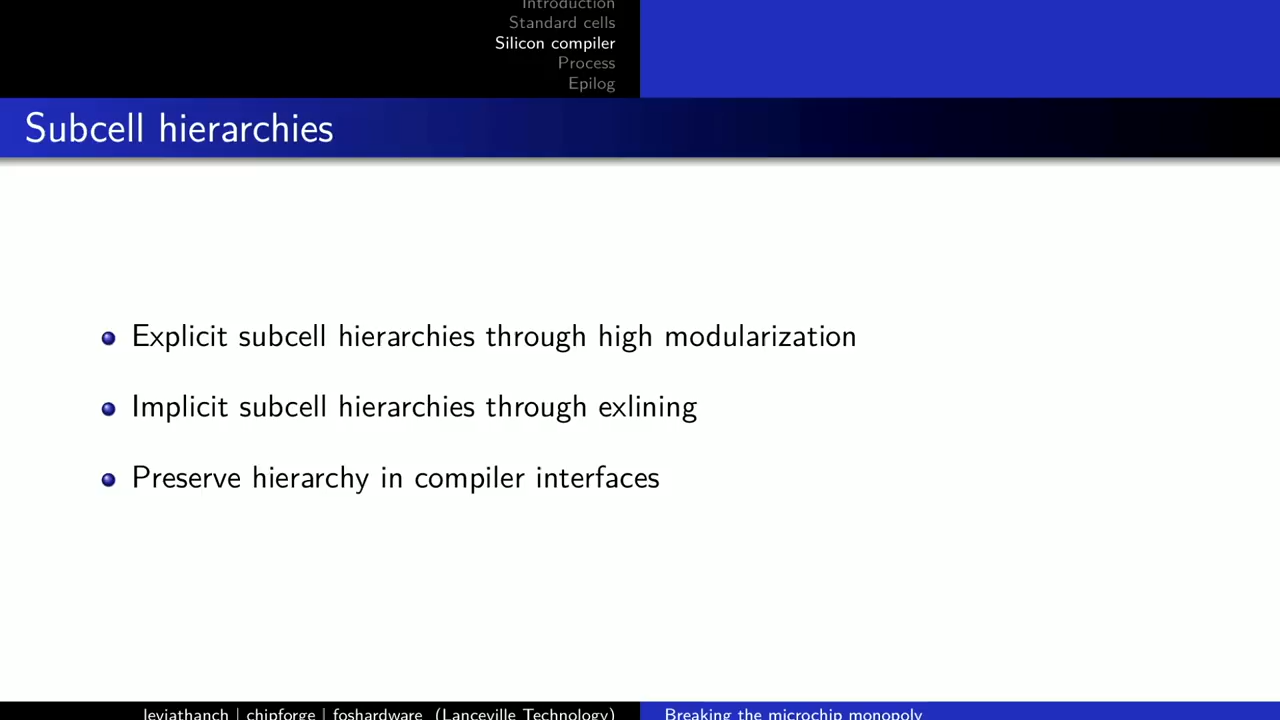 Introduction
Standard cells
Silicon compiler
Process
Epilog
Subcell hierarchies
Explicit subcell hierarchies through high modularization
Implicit subcell hierarchies through exlining
Preserve hierarchy in compiler interfaces
leviathanch | chipforge | foshardware (Lanceville Technology)
Breaking the microchip monopoly